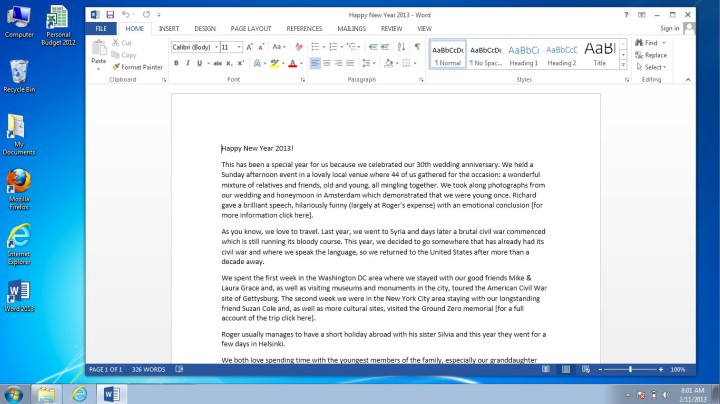 Happy New Year 2013 - Word
Sign in
FILE HOME INSERT DESIGN PAGE LAYOUT REFERENCES MAILINGS REVIEW VIEW
Paste
Cut
Copy
Format Painter
Clipboard
Calibri (Body) 11
Font
Paragraph
AaBbCcDc AaBbCcDc AaBbCc AaBbCcC AaBl
¶ Normal ¶ No Spac... Heading 1 Heading 2 Title
Styles
Find
Replace
Select
Editing
Computer
Personal
Budget 2012
Recycle Bin
My
Documents
Mozilla
Firefox
Internet
Explorer
Word 2013
Happy New Year 2013!
This has been a special year for us because we celebrated our 30th wedding anniversary. We held a
Sunday afternoon event in a lovely local venue where 44 of us gathered for the occasion: a wonderful
mixture of relatives and friends, old and young, all mingling together. We took along photographs from
our wedding and honeymoon in Amsterdam which demonstrated that we were young once. Richard
gave a brilliant speech, hilariously funny (largely at Roger's expense) with an emotional conclusion [for
more information click here].
As you know, we love to travel. Last year, we went to Syria and days later a brutal civil war commenced
which is still running its bloody course. This year, we decided to go somewhere that has already had its
civil war and where we speak the language, so we returned to the United States after more than a
decade away.
We spent the first week in the Washington DC area where we stayed with our good friends Mike &
Laura Grace and, as well as visiting museums and monuments in the city, toured the American Civil War
site of Gettysburg. The second week we were in the New York City area staying with our longstanding
friend Suzan Cole and, as well as more cultural sites, visited the Ground Zero memorial [for a full
account of the trip click here].
Roger usually manages to have a short holiday abroad with his sister Silvia and this year they went for a
few days in Helsinki.
We both love spending time with the youngest members of the family, especially our granddaughter
PAGE 1 OF 1 326 WORDS
100%
8:01 AM
2/11/2013